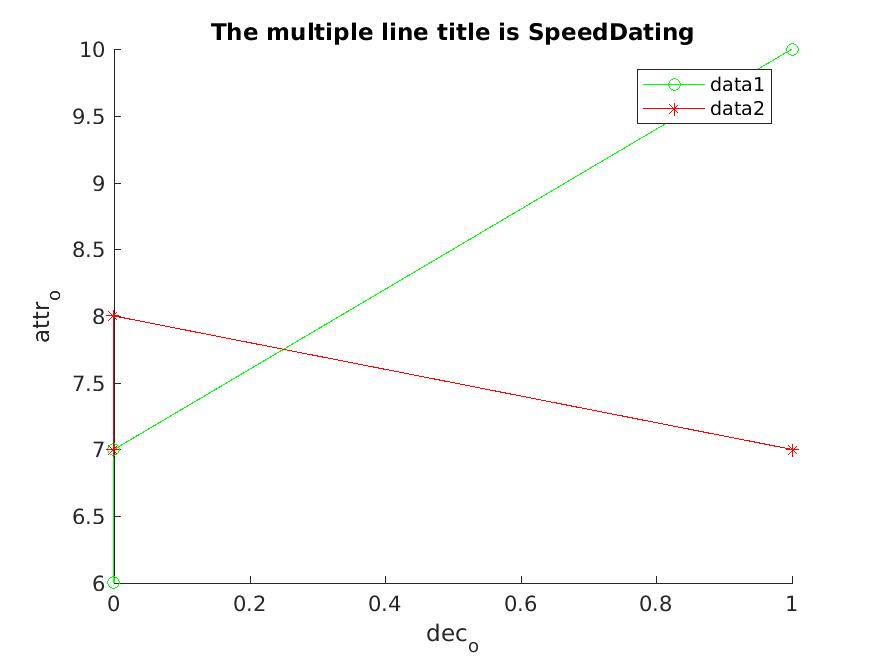 The multiple line title is SpeedDating
10
9.5
9
8.5
8
7.5
7
6.5
6
attr_o
data1
data2
0 0.2 0.4 0.6 0.8 1
dec_o